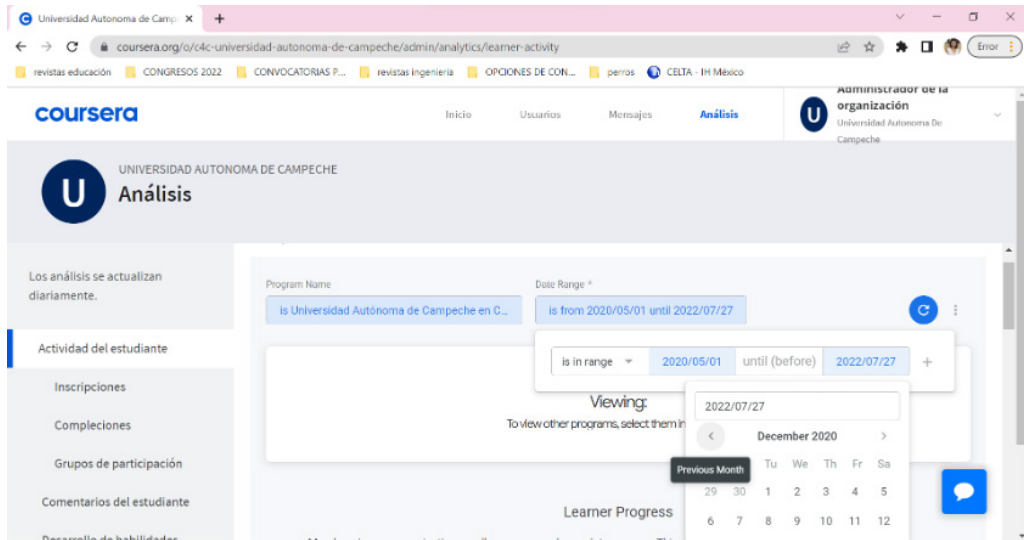 Universidad Autonoma de Camp
coursera.org/o/c4c-universidad-autonoma-de-campeche/admin/analytics/learner-activity
Error
revistas educación CONGRESOS 2022 CONVOCATORIAS P... revistas ingenieria OPCIONES DE CON... perros CELTA - IH México
coursera
Inicio Usuarios Mensajes Análisis
U
Administrador de la
organización
Universidad Autonoma De
Campeche
U
UNIVERSIDAD AUTONOMA DE CAMPECHE
Análisis
Los análisis se actualizan
diariamente.
Actividad del estudiante
Inscripciones
Compleciones
Grupos de participación
Comentarios del estudiante
Desarrollo de habilidades
Program Name
is Universidad Autónoma de Campeche en C...
Date Range *
is from 2020/05/01 until 2022/07/27
is in range 2020/05/01 until (before) 2022/07/27 +
Viewing:
To view other programs, select them in
2022/07/27
December 2020
Previous Month
Tu We Th Fr Sa
29 30 1 2 3 4 5
6 7 8 9 10 11 12
Learner Progress